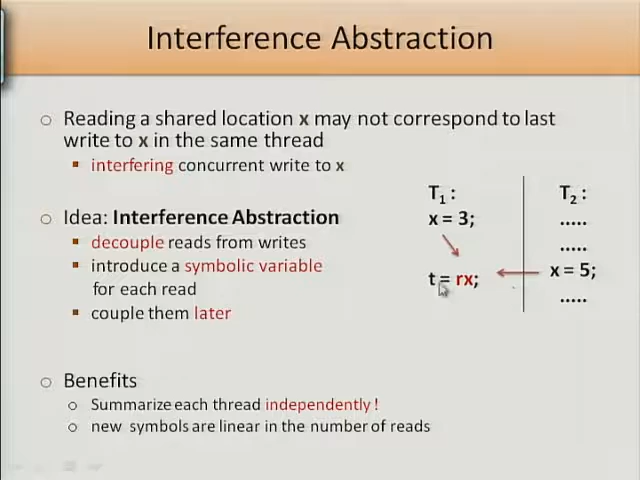 Interference Abstraction
Reading a shared location x may not correspond to last
write to x in the same thread
interfering concurrent write to x
Idea: Interference Abstraction
decouple reads from writes
introduce a symbolic variable
for each read
couple them later
T1 :
x = 3;
t = rx;
T2 :
.....
.....
x = 5;
.....
Benefits
Summarize each thread independently !
new symbols are linear in the number of reads